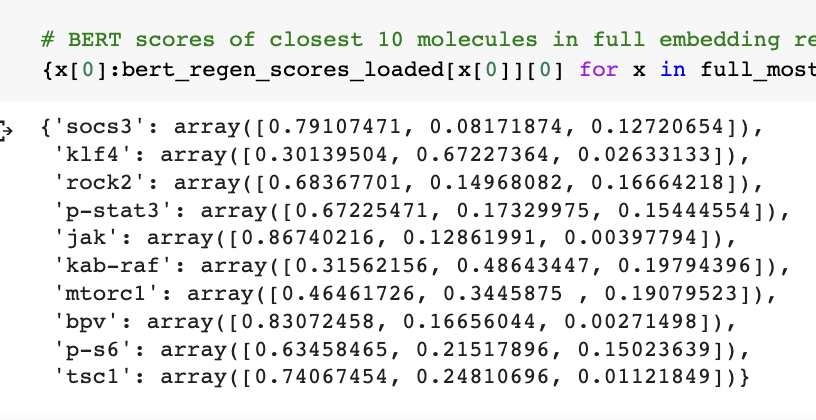 # BERT scores of closest 10 molecules in full embedding re
{x[0]:bert_regen_scores_loaded[x[0]][0] for x in full_most
{'socs3': array([0.79107471, 0.08171874, 0.12720654]),
'klf4': array([0.30139504, 0.67227364, 0.02633133]),
'rock2': array([0.68367701, 0.14968082, 0.16664218]),
'p-stat3': array([0.67225471, 0.17329975, 0.15444554]),
'jak': array([0.86740216, 0.12861991, 0.00397794]),
'kab-raf': array([0.31562156, 0.48643447, 0.19794396]),
'mtorc1': array([0.46461726, 0.3445875 , 0.19079523]),
'bpv': array([0.83072458, 0.16656044, 0.00271498]),
'p-s6': array([0.63458465, 0.21517896, 0.15023639]),
'tsc1': array([0.74067454, 0.24810696, 0.01121849])}